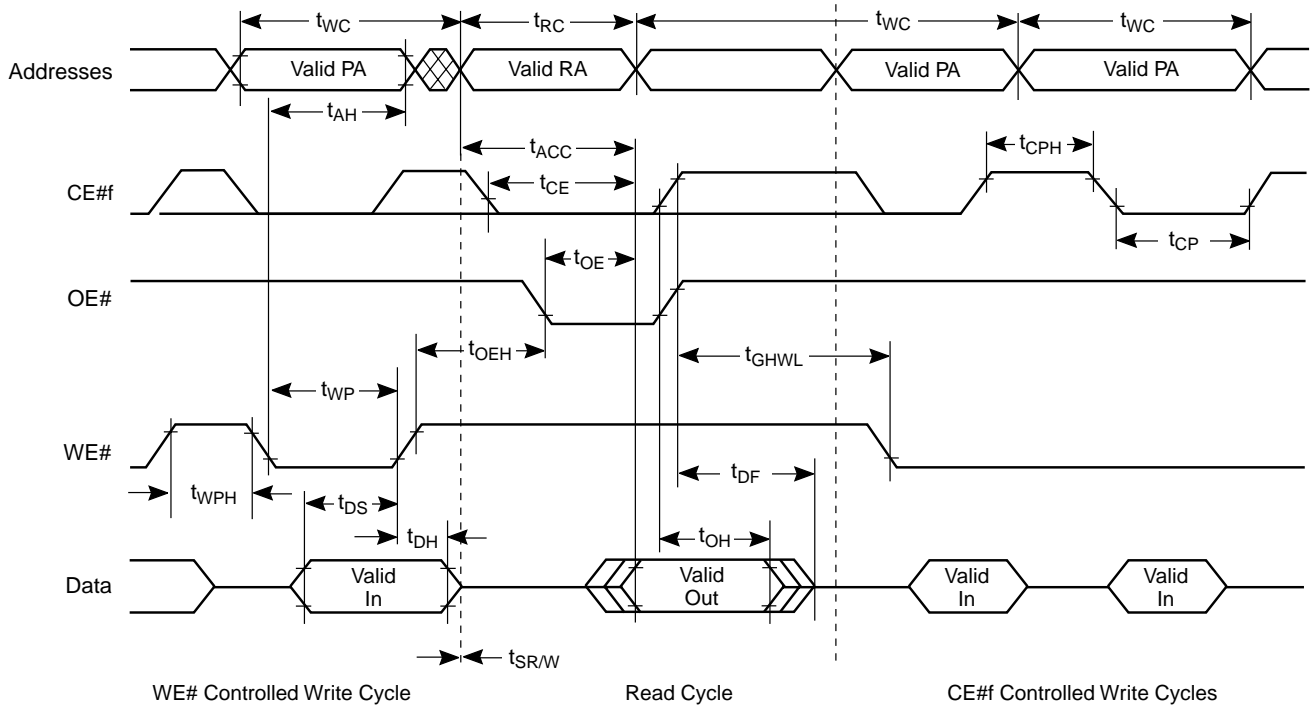 tWC tRC tWC tWC
Addresses Valid PA Valid RA Valid PA Valid PA
tAH
tACC tCPH
CE#f tCE
tCP
tOE
OE#
tOEH tGHWL
tWP
WE#
tDF
tWPH tDS
tDH tOH
Data Valid In Valid Out Valid In Valid In
tSR/W
WE# Controlled Write Cycle Read Cycle CE#f Controlled Write Cycles